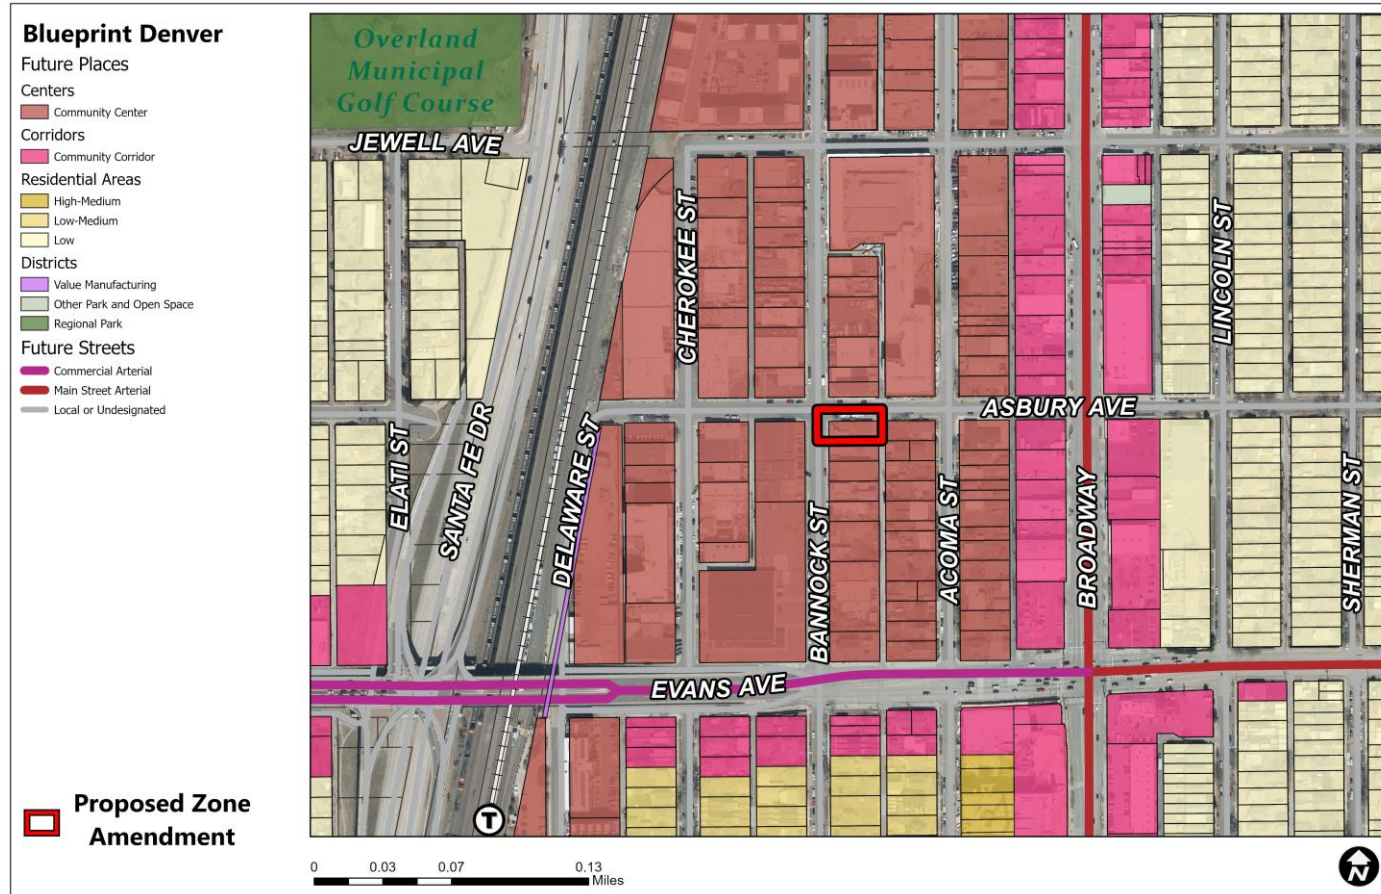 Blueprint Denver
Future Places
Centers
Community Center
Corridors
Community Corridor
Residential Areas
High-Medium
Low-Medium
Low
Districts
Value Manufacturing
Other Park and Open Space
Regional Park
Future Streets
Commercial Arterial
Main Street Arterial
Local or Undesignated
Proposed Zone
Amendment
Overland
Municipal
Golf Course
JEWELL AVE
CHEROKEE ST
LINCOLN ST
ASBURY AVE
ELATI ST
SANTA FE DR
DELAWARE ST
BANNOCK ST
ACOMA ST
BROADWAY
SHERMAN ST
EVANS AVE
T
0 0.03 0.07 0.13
Miles
N